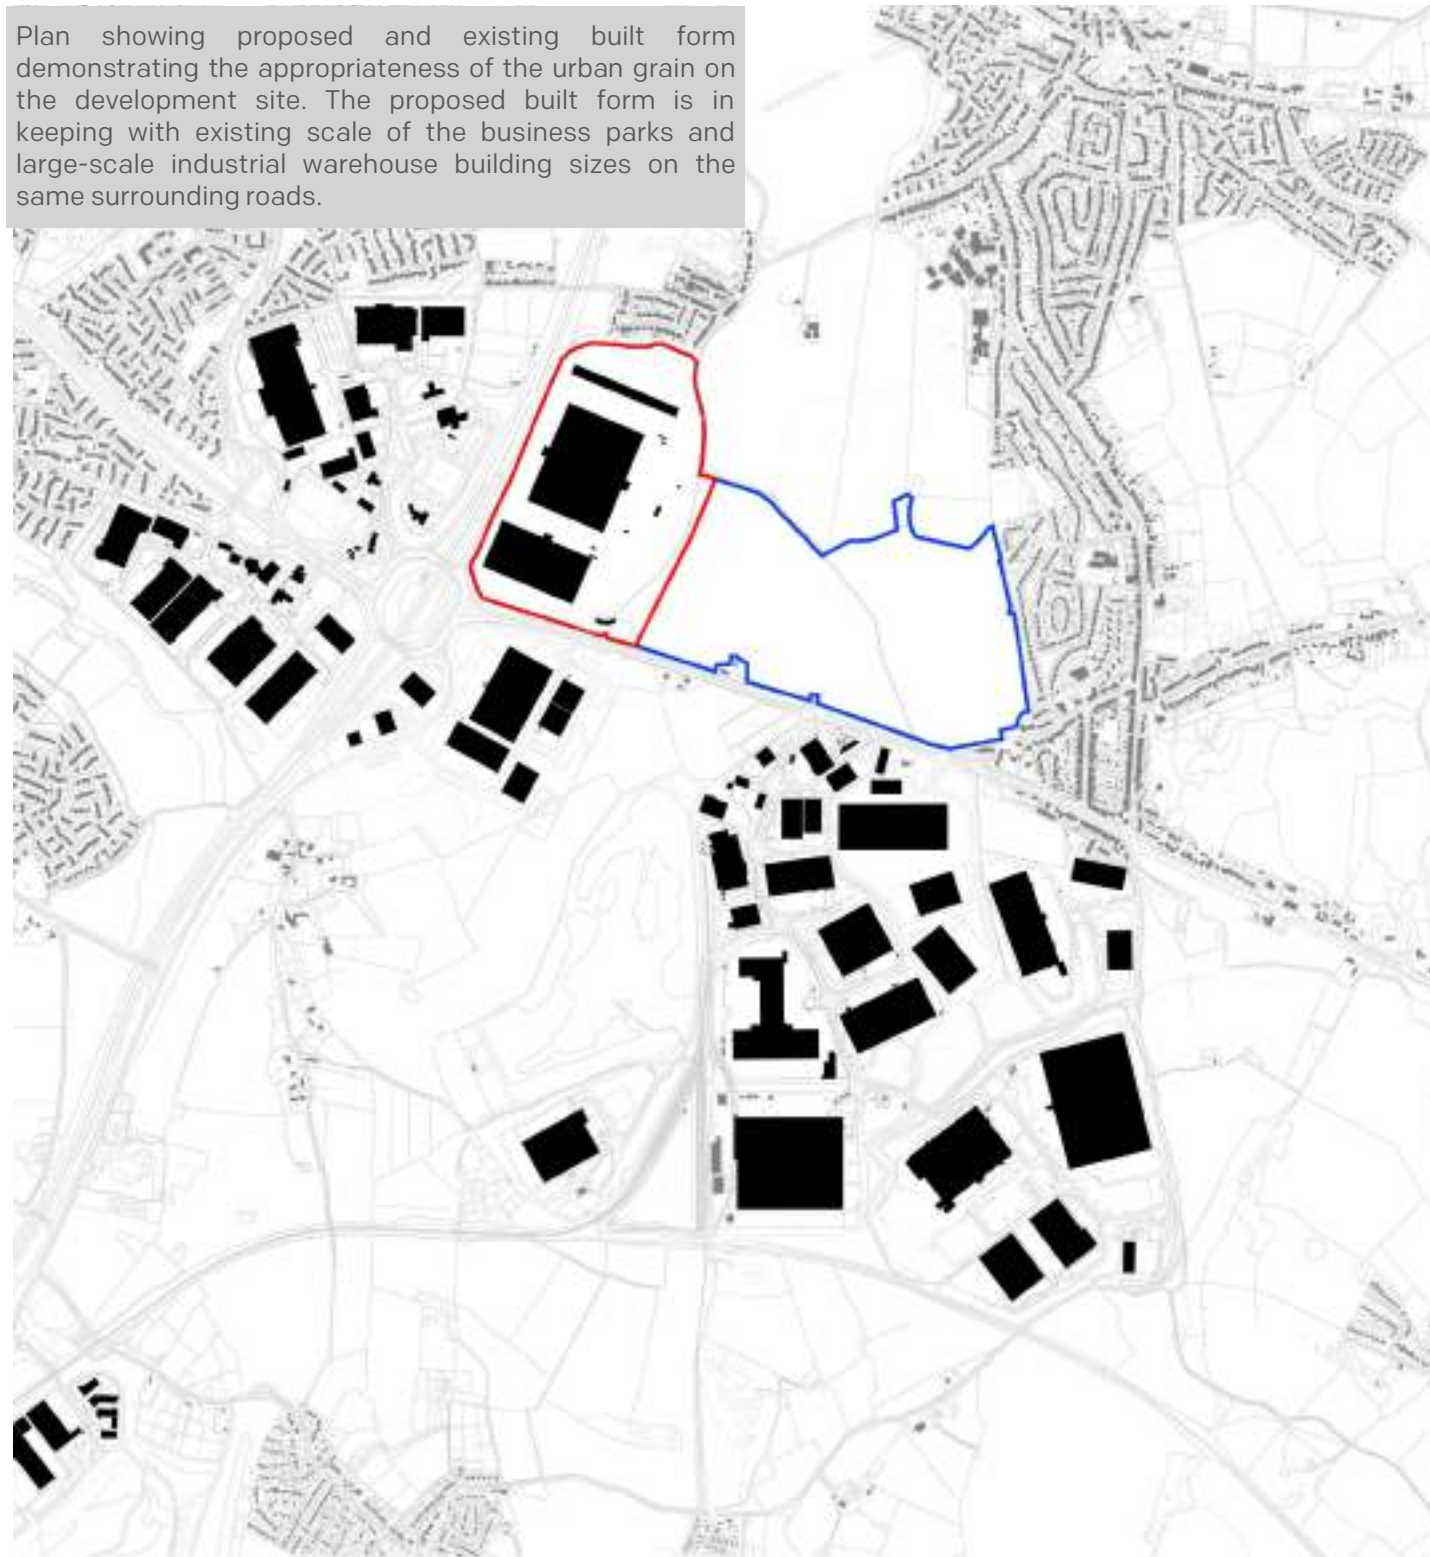 Plan showing proposed and existing built form
demonstrating the appropriateness of the urban grain on
the development site. The proposed built form is in
keeping with existing scale of the business parks and
large-scale industrial warehouse building sizes on the
same surrounding roads.